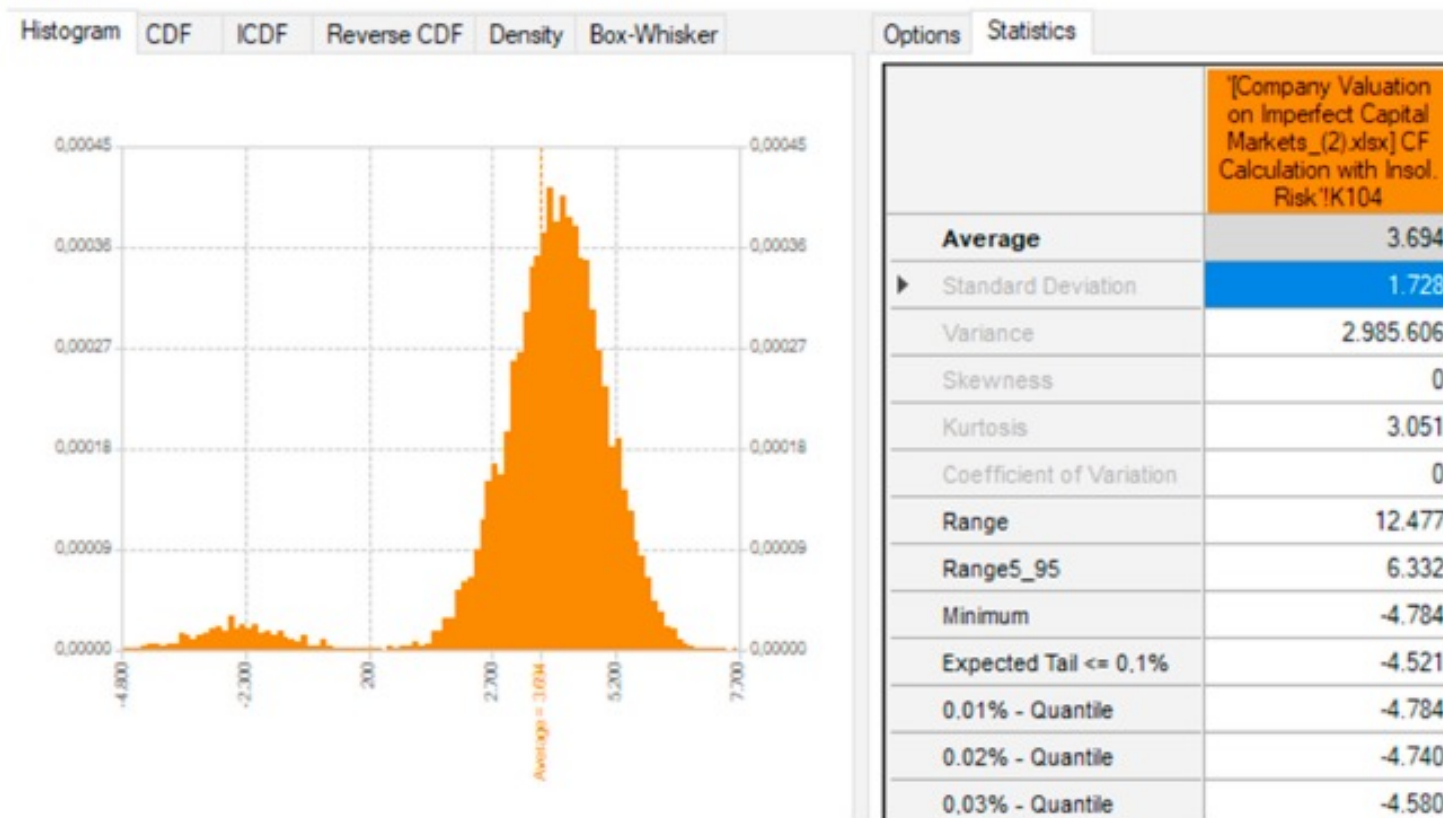 Histogram CDF ICDF Reverse CDF Density Box-Whisker
0,00045 0,00045
0,00036 0,00036
0,00027 0,00027
0,00018 0,00018
0,00009 0,00009
0,00000 0,00000
-4.800 -2.300 200 2.700 Average = 3.694 5.200 7.700
Options Statistics
'[Company Valuation
on Imperfect Capital
Markets_(2).xlsx] CF
Calculation with Insol.
Risk'!K104
Average 3.694
Standard Deviation 1.728
Variance 2.985.606
Skewness 0
Kurtosis 3.051
Coefficient of Variation 0
Range 12.477
Range5_95 6.332
Minimum -4.784
Expected Tail <= 0,1% -4.521
0.01% - Quantile -4.784
0.02% - Quantile -4.740
0,03% - Quantile -4.580